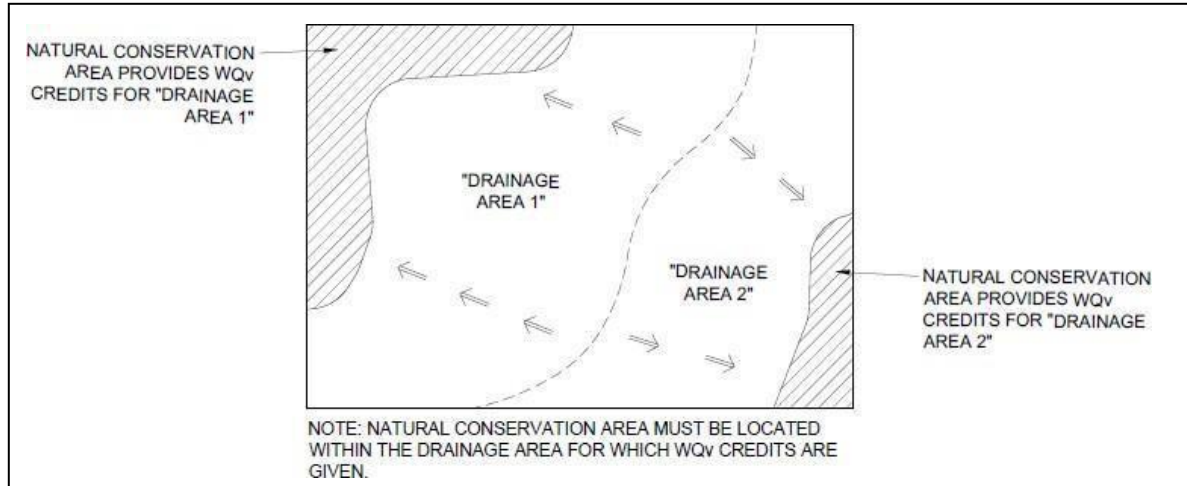 NATURAL CONSERVATION
AREA PROVIDES WQv
CREDITS FOR "DRAINAGE
AREA 1"
"DRAINAGE
AREA 1"
"DRAINAGE
AREA 2"
NATURAL CONSERVATION
AREA PROVIDES WQv
CREDITS FOR "DRAINAGE
AREA 2"
NOTE: NATURAL CONSERVATION AREA MUST BE LOCATED
WITHIN THE DRAINAGE AREA FOR WHICH WQv CREDITS ARE
GIVEN.